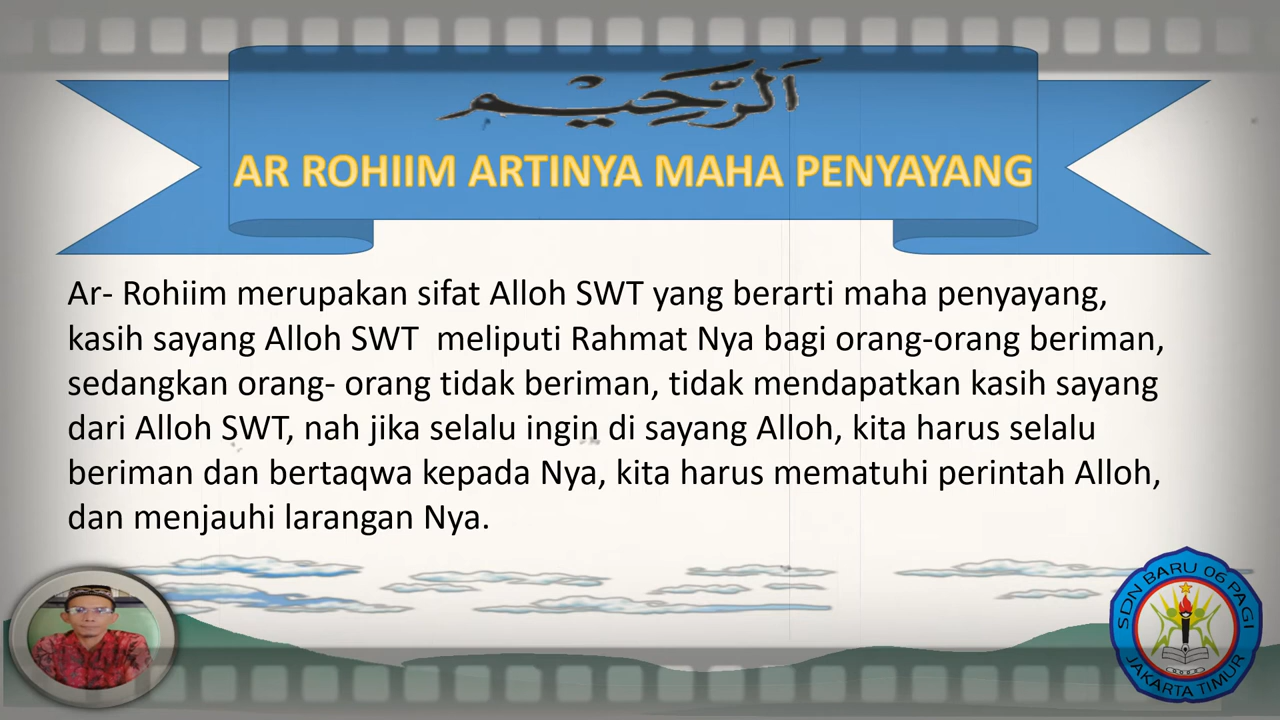 الرحيم
AR ROHIIM ARTINYA MAHA PENYAYANG
Ar- Rohiim merupakan sifat Alloh SWT yang berarti maha penyayang,
kasih sayang Alloh SWT  meliputi Rahmat Nya bagi orang-orang beriman,
sedangkan orang- orang tidak beriman, tidak mendapatkan kasih sayang
dari Alloh SWT, nah jika selalu ingin di sayang Alloh, kita harus selalu
beriman dan bertaqwa kepada Nya, kita harus mematuhi perintah Alloh,
dan menjauhi larangan Nya.
SDN BARU 06 PAGI
JAKARTA TIMUR